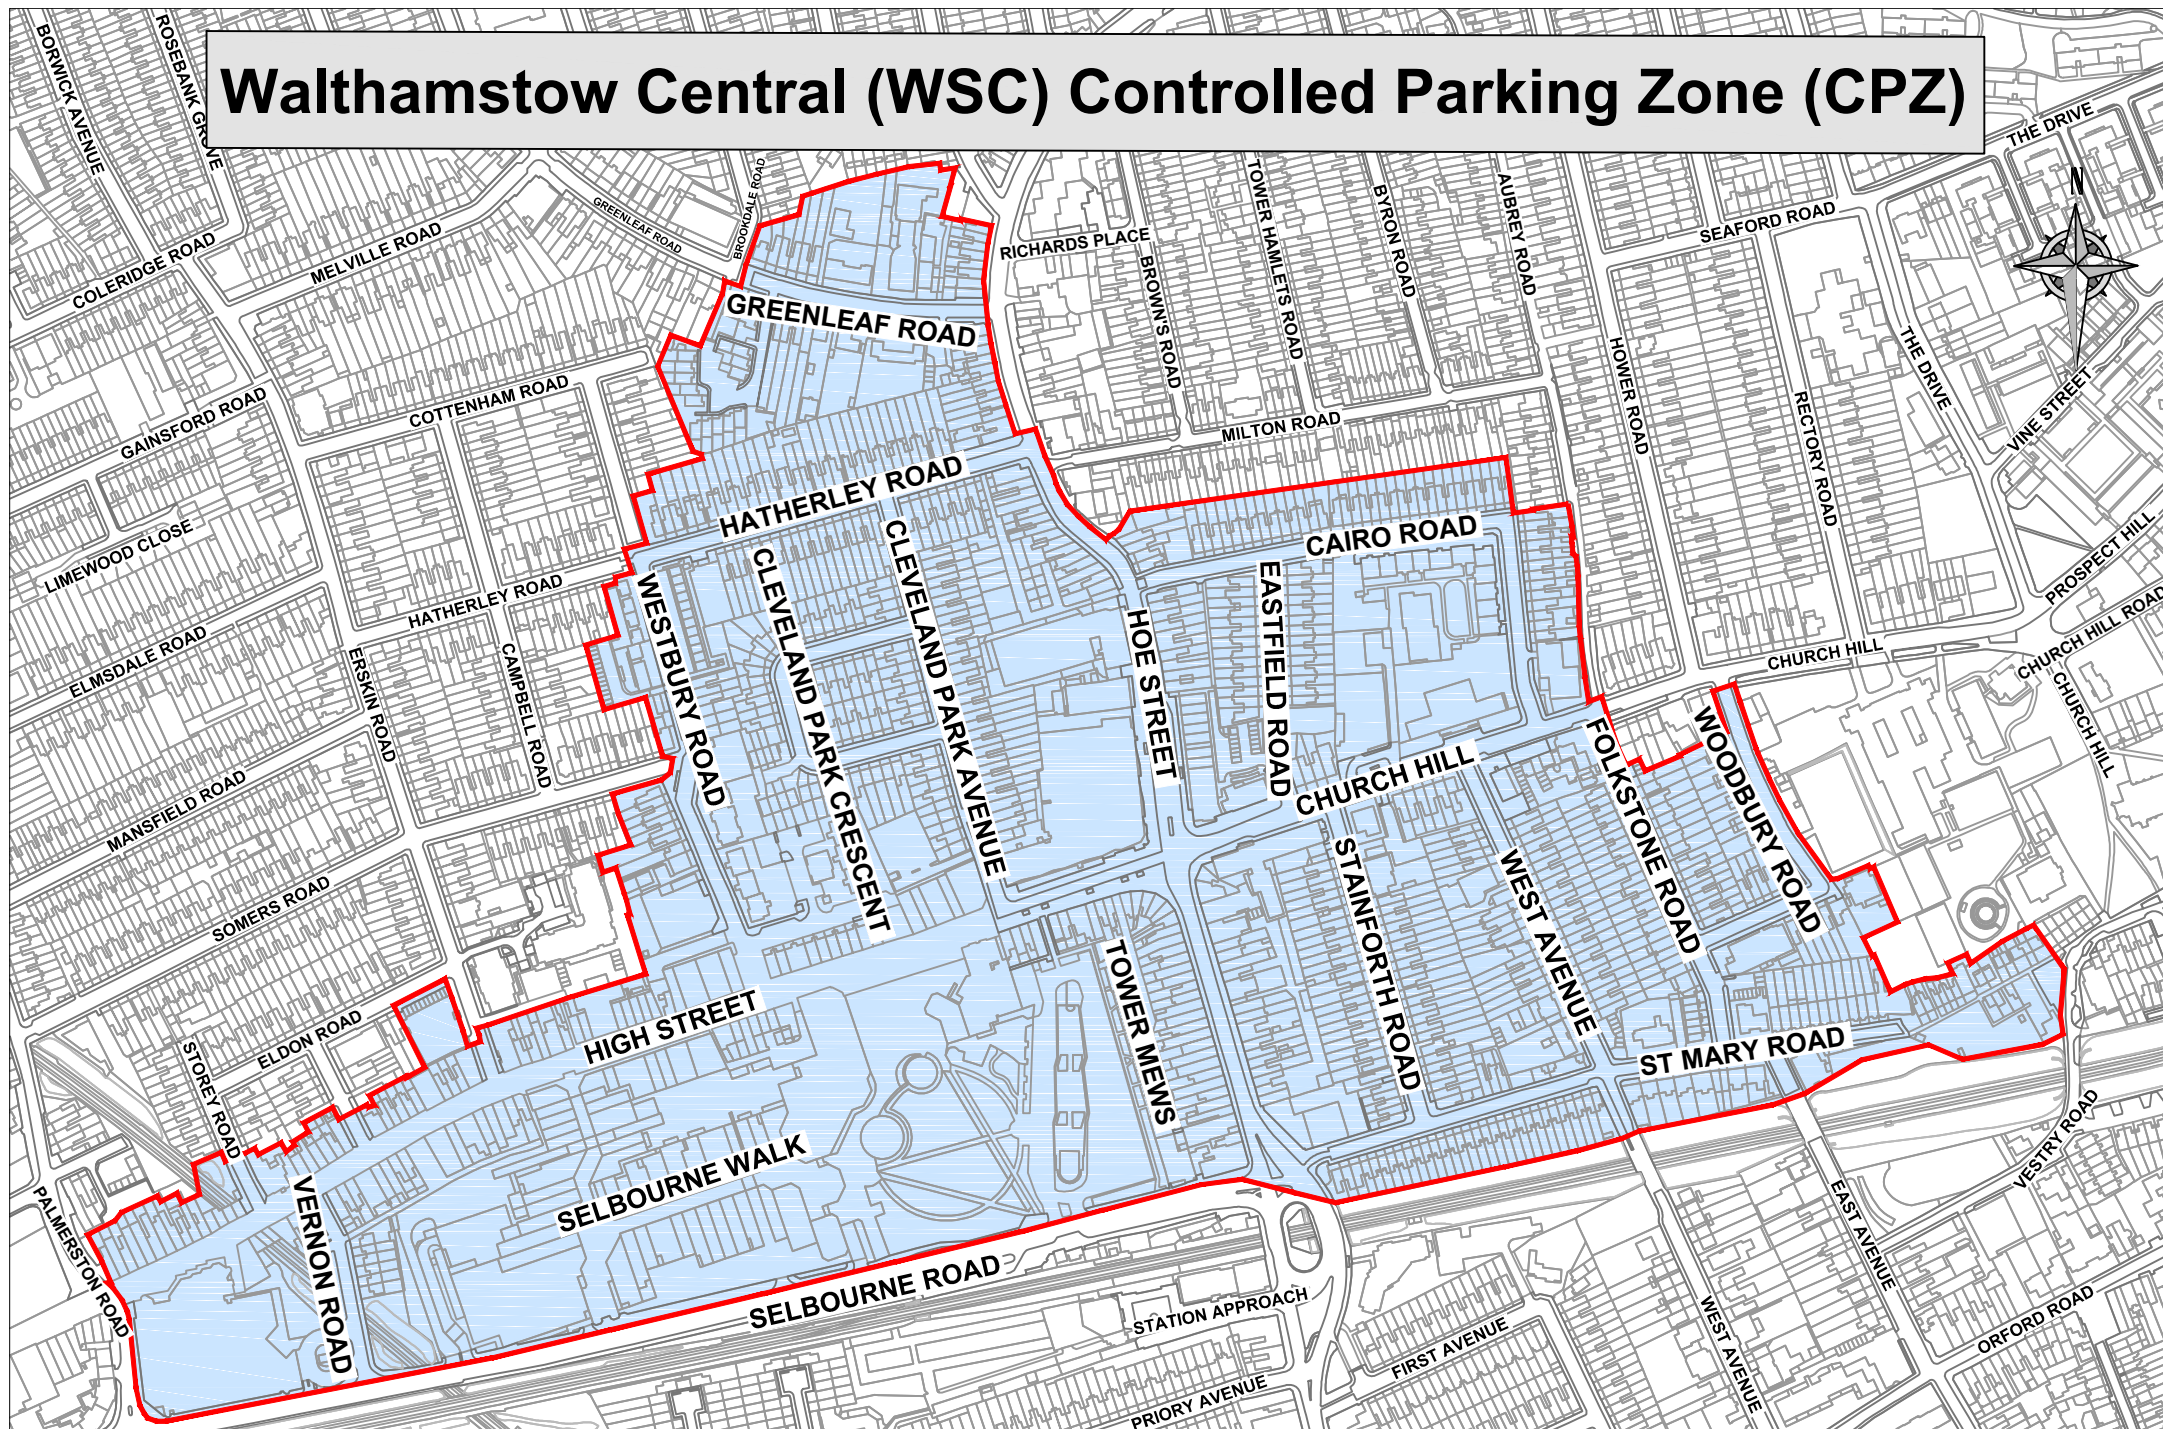 Walthamstow Central (WSC) Controlled Parking Zone (CPZ)
BORWICK AVENUE
ROSEBANK GROVE
THE DRIVE
N
COLERIDGE ROAD
MELVILLE ROAD
GREENLEAF ROAD
BROOKDALE ROAD
RICHARDS PLACE
BROWN'S ROAD
TOWER HAMLETS ROAD
BYRON ROAD
AUBREY ROAD
SEAFORD ROAD
GREENLEAF ROAD
HOWER ROAD
THE DRIVE
VINE STREET
GAINSFORD ROAD
COTTENHAM ROAD
MILTON ROAD
RECTORY ROAD
HATHERLEY ROAD
LIMEWOOD CLOSE
CAIRO ROAD
PROSPECT HILL
HATHERLEY ROAD
WESTBURY ROAD
CLEVELAND PARK CRESCENT
CLEVELAND PARK AVENUE
HOE STREET
EASTFIELD ROAD
ELMSDALE ROAD
ERSKIN ROAD
CAMPBELL ROAD
CHURCH HILL
CHURCH HILL ROAD
CHURCH HILL
MANSFIELD ROAD
CHURCH HILL
FOLKSTONE ROAD
WOODBURY ROAD
STAINFORTH ROAD
WEST AVENUE
SOMERS ROAD
TOWER MEWS
HIGH STREET
ELDON ROAD
STOREY ROAD
ST MARY ROAD
SELBOURNE WALK
VESTRY ROAD
PALMERSTON ROAD
VERNON ROAD
EAST AVENUE
SELBOURNE ROAD
STATION APPROACH
FIRST AVENUE
WEST AVENUE
ORFORD ROAD
PRIORY AVENUE